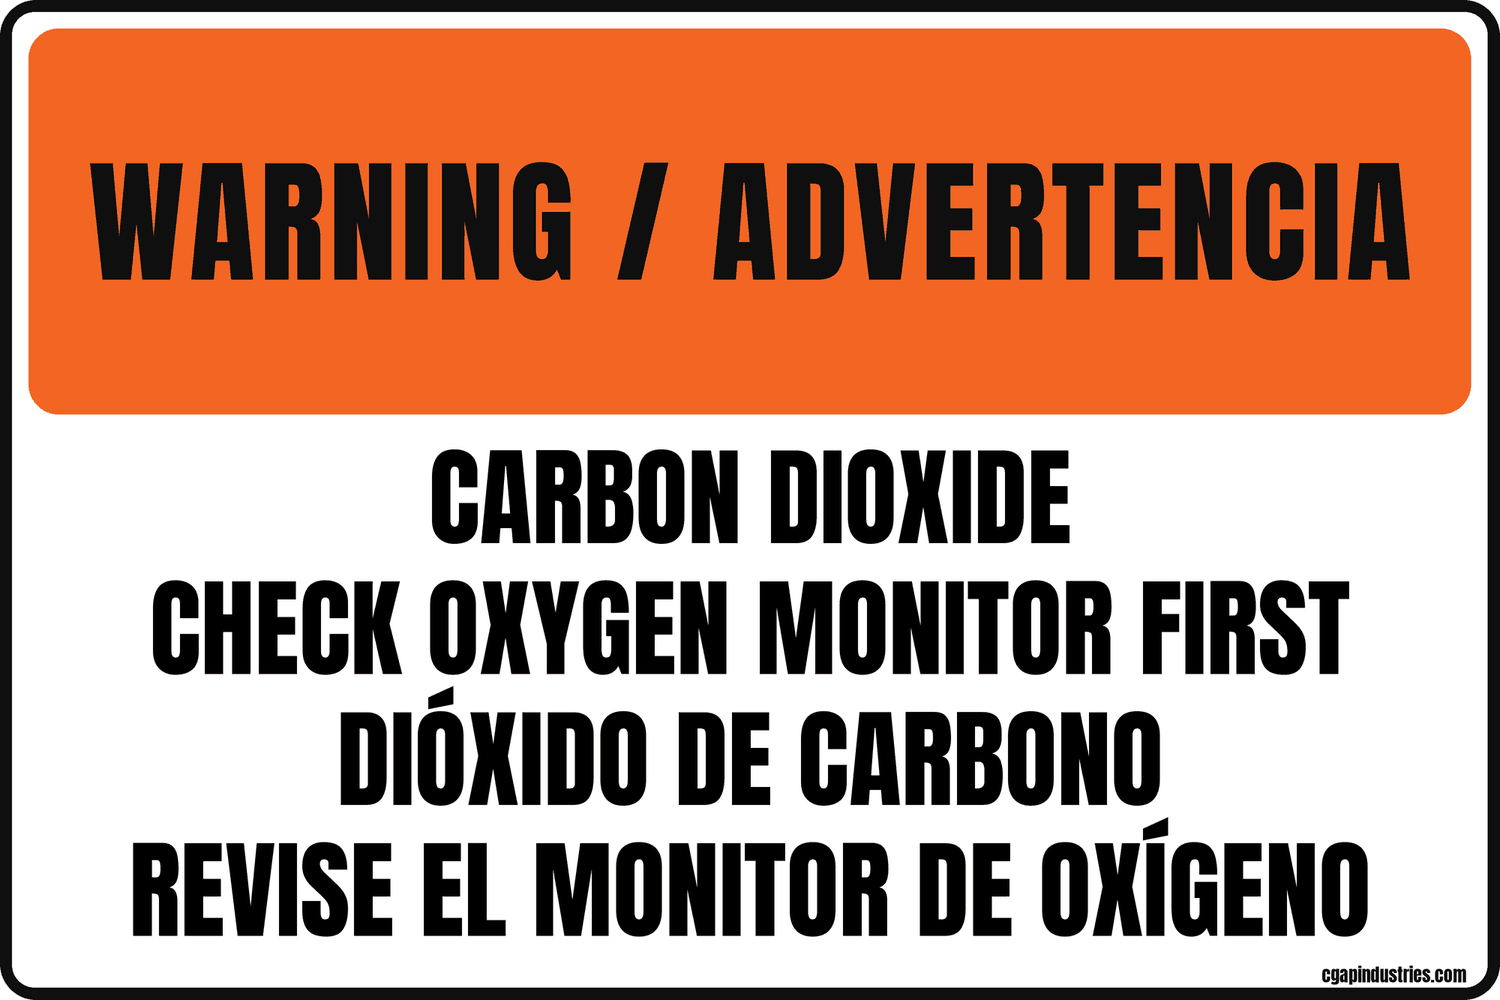 WARNING / ADVERTENCIA
CARBON DIOXIDE
CHECK OXYGEN MONITOR FIRST
DIÓXIDO DE CARBONO
REVISE EL MONITOR DE OXÍGENO
cgapindustries.com